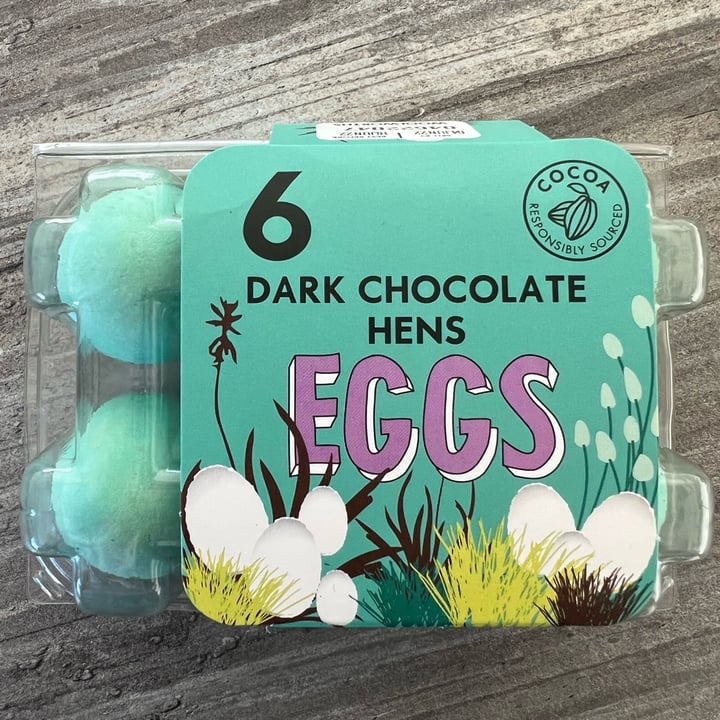 6
DARK CHOCOLATE
HENS
EGGS
COCOA
RESPONSIBLY SOURCED